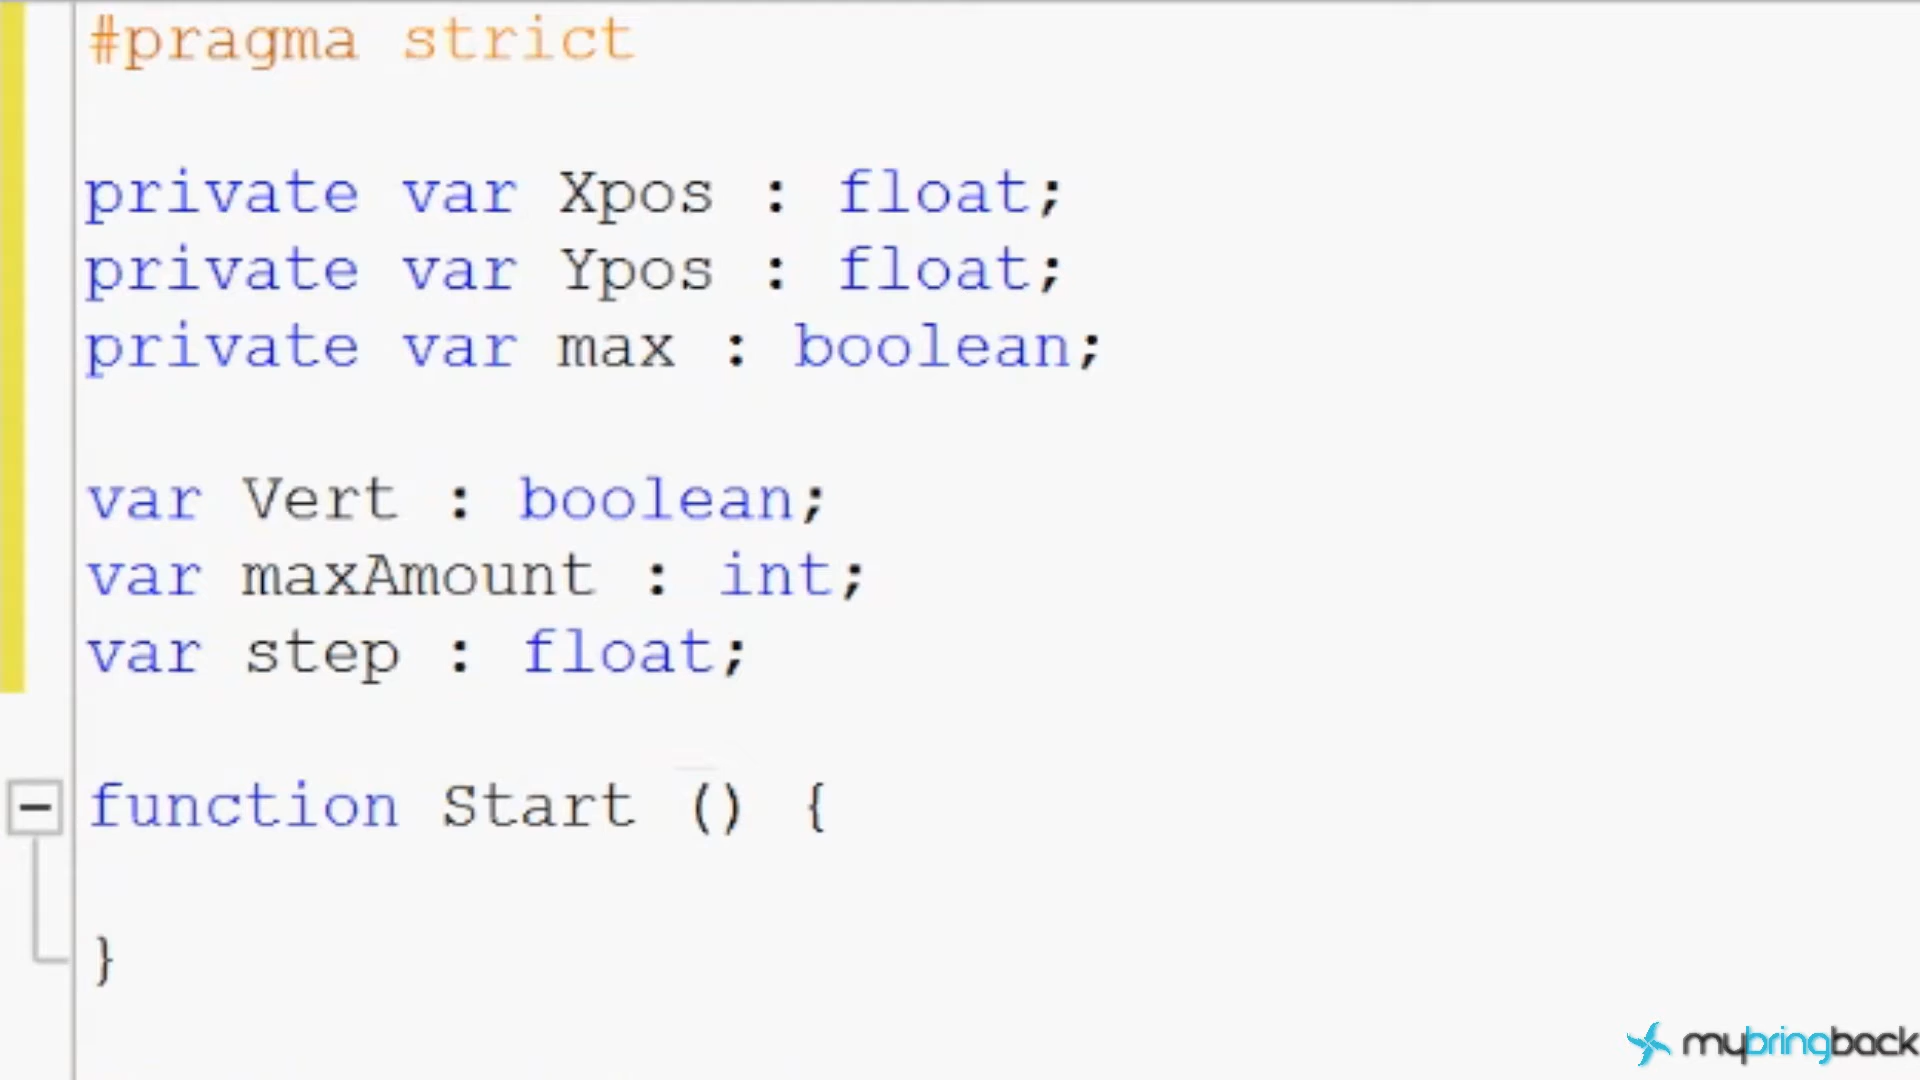 #pragma strict
private var Xpos : float;
private var Ypos : float;
private var max : boolean;
var Vert : boolean;
var maxAmount : int;
var step : float;
function Start () {
}
mybringback